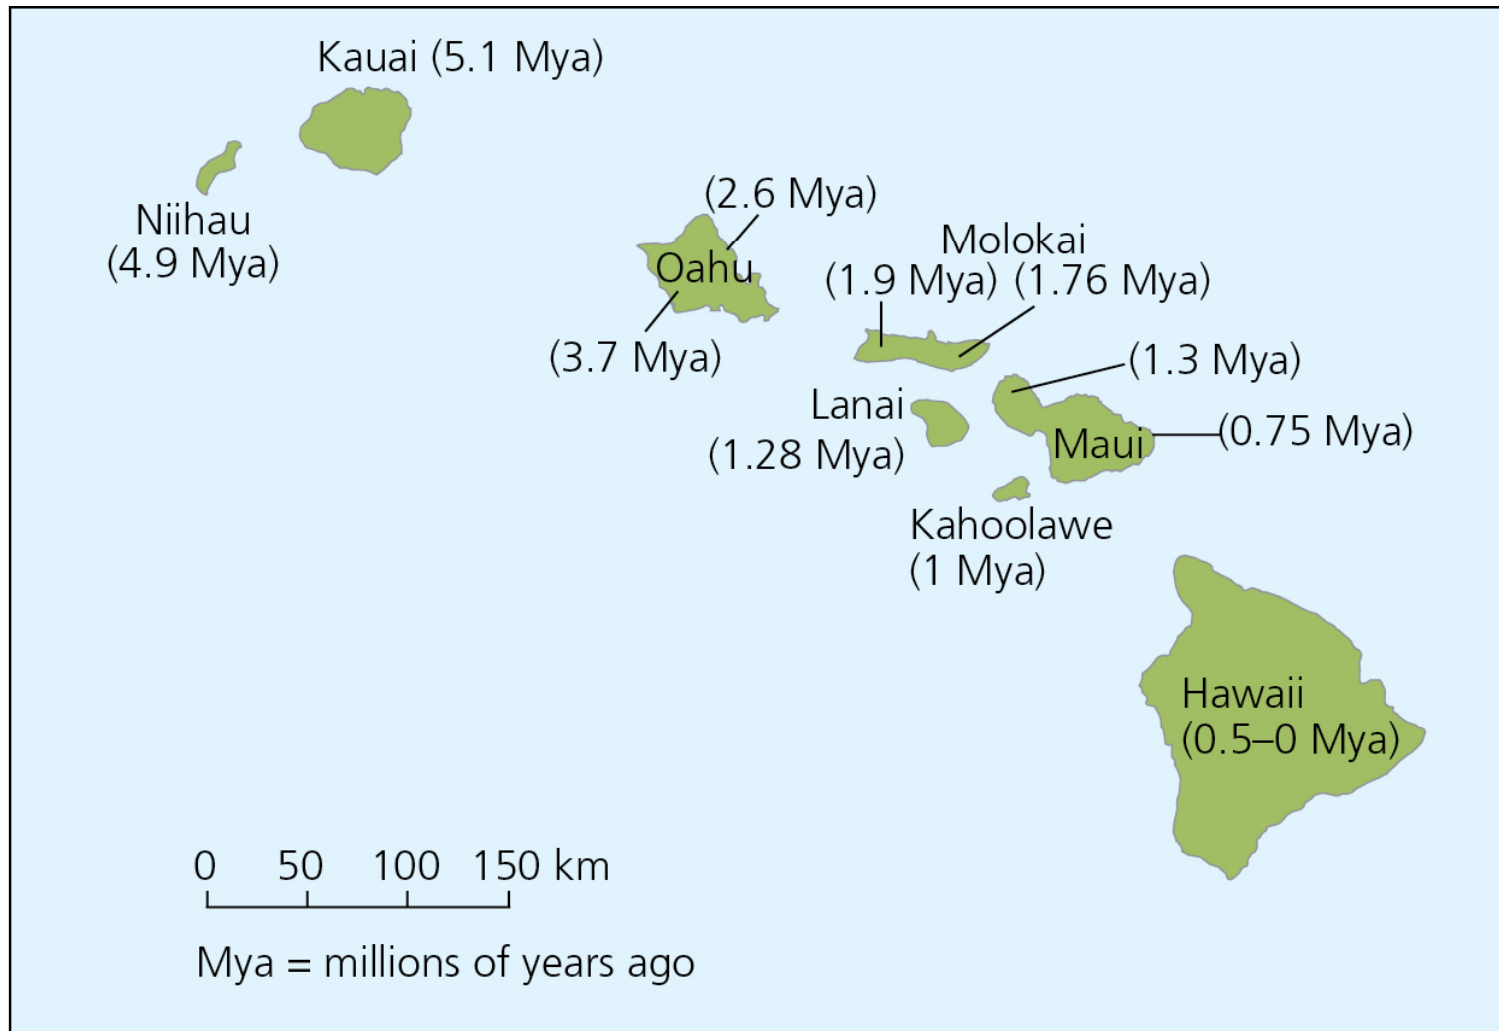 Kauai (5.1 Mya)
Niihau
(4.9 Mya)
(2.6 Mya)
Oahu
(3.7 Mya)
Molokai
(1.9 Mya) (1.76 Mya)
(1.3 Mya)
Lanai
(1.28 Mya)
Maui
(0.75 Mya)
Kahoolawe
(1 Mya)
Hawaii
(0.5–0 Mya)
0 50 100 150 km
Mya = millions of years ago